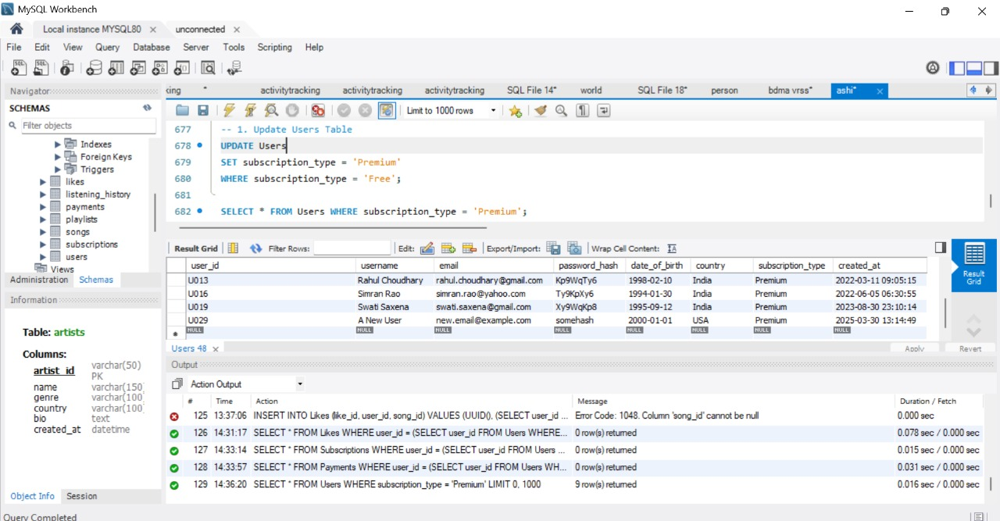 MySQL Workbench
Local instance MYSQL80 × unconnected ×
File Edit View Query Database Server Tools Scripting Help
Navigator
SCHEMAS
Filter objects
Indexes
Foreign Keys
Triggers
likes
listening_history
payments
playlists
songs
subscriptions
users
Views
Administration Schemas
Information
Table: artists
Columns:
artist_id varchar(50)
PK
name varchar(150)
genre varchar(100)
country varchar(100)
bio text
created_at datetime
Object Info Session
Query Completed
king * activitytracking activitytracking activitytracking SQL File 14* world SQL File 18* person bdma vrss* ashi* ×
Limit to 1000 rows
677 -- 1. Update Users Table
678 UPDATE Users
679 SET subscription_type = 'Premium'
680 WHERE subscription_type = 'Free';
681
682 SELECT * FROM Users WHERE subscription_type = 'Premium';
Result Grid Filter Rows: Edit: Export/Import: Wrap Cell Content:
user_id username email password_hash date_of_birth country subscription_type created_at
U013 Rahul Choudhary rahul.choudhary@gmail.com Kp9WqTy6 1998-02-10 India Premium 2022-03-11 09:05:15
U016 Simran Rao simran.rao@yahoo.com Ty9KpXy6 1994-01-30 India Premium 2022-06-05 06:30:55
U019 Swati Saxena swati.saxena@gmail.com Xy9WqKp8 1995-09-12 India Premium 2023-08-30 23:10:14
U029 A New User new.email@example.com somehash 2000-01-01 USA Premium 2025-03-30 13:14:49
* NULL NULL NULL NULL NULL NULL NULL NULL
Result
Grid
Users 48 × Apply Revert
Output
Action Output
# Time Action Message Duration / Fetch
125 13:37:06 INSERT INTO Likes (like_id, user_id, song_id) VALUES (UUID(), (SELECT user_id ... Error Code: 1048. Column 'song_id' cannot be null 0.000 sec
126 14:31:17 SELECT * FROM Likes WHERE user_id = (SELECT user_id FROM Users WHERE... 0 row(s) returned 0.078 sec / 0.000 sec
127 14:33:14 SELECT * FROM Subscriptions WHERE user_id = (SELECT user_id FROM Users ... 0 row(s) returned 0.015 sec / 0.000 sec
128 14:33:57 SELECT * FROM Payments WHERE user_id = (SELECT user_id FROM Users WH... 0 row(s) returned 0.031 sec / 0.000 sec
129 14:36:20 SELECT * FROM Users WHERE subscription_type = 'Premium' LIMIT 0, 1000 9 row(s) returned 0.016 sec / 0.000 sec